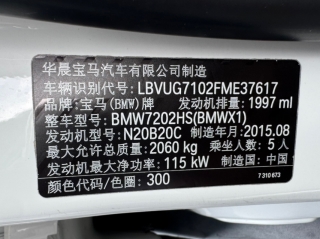 华晨宝马汽车有限公司制造
车辆识别代号:LBVUG7102FME37617
品牌:宝马(BMW)牌 发动机排量:1997 ml
整车型号:BMW7202HS(BMWX1)
发动机型号:N20B20C 制造年月:2015.08
最大允许总质量:2060 kg 乘坐人数:5人
发动机最大净功率:115 kW 制造国:中国
颜色代码/色圈:300
7 310 673